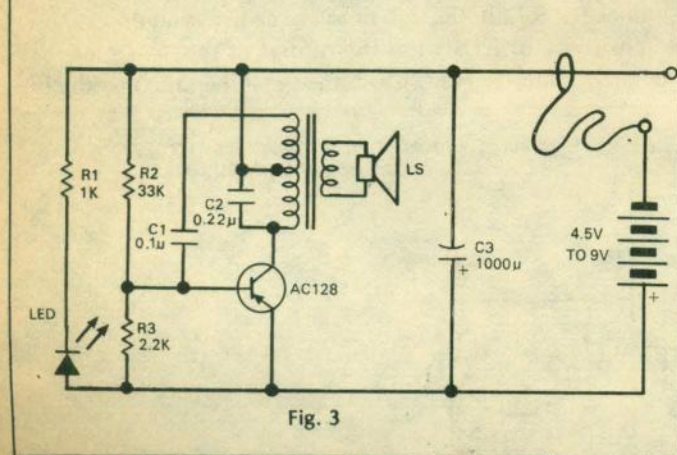 R1
1K
R2
33K
C1
0.1µ
C2
0.22µ
LS
C3
1000µ
+
4.5V
TO 9V
+
AC128
LED
R3
2.2K
Fig. 3